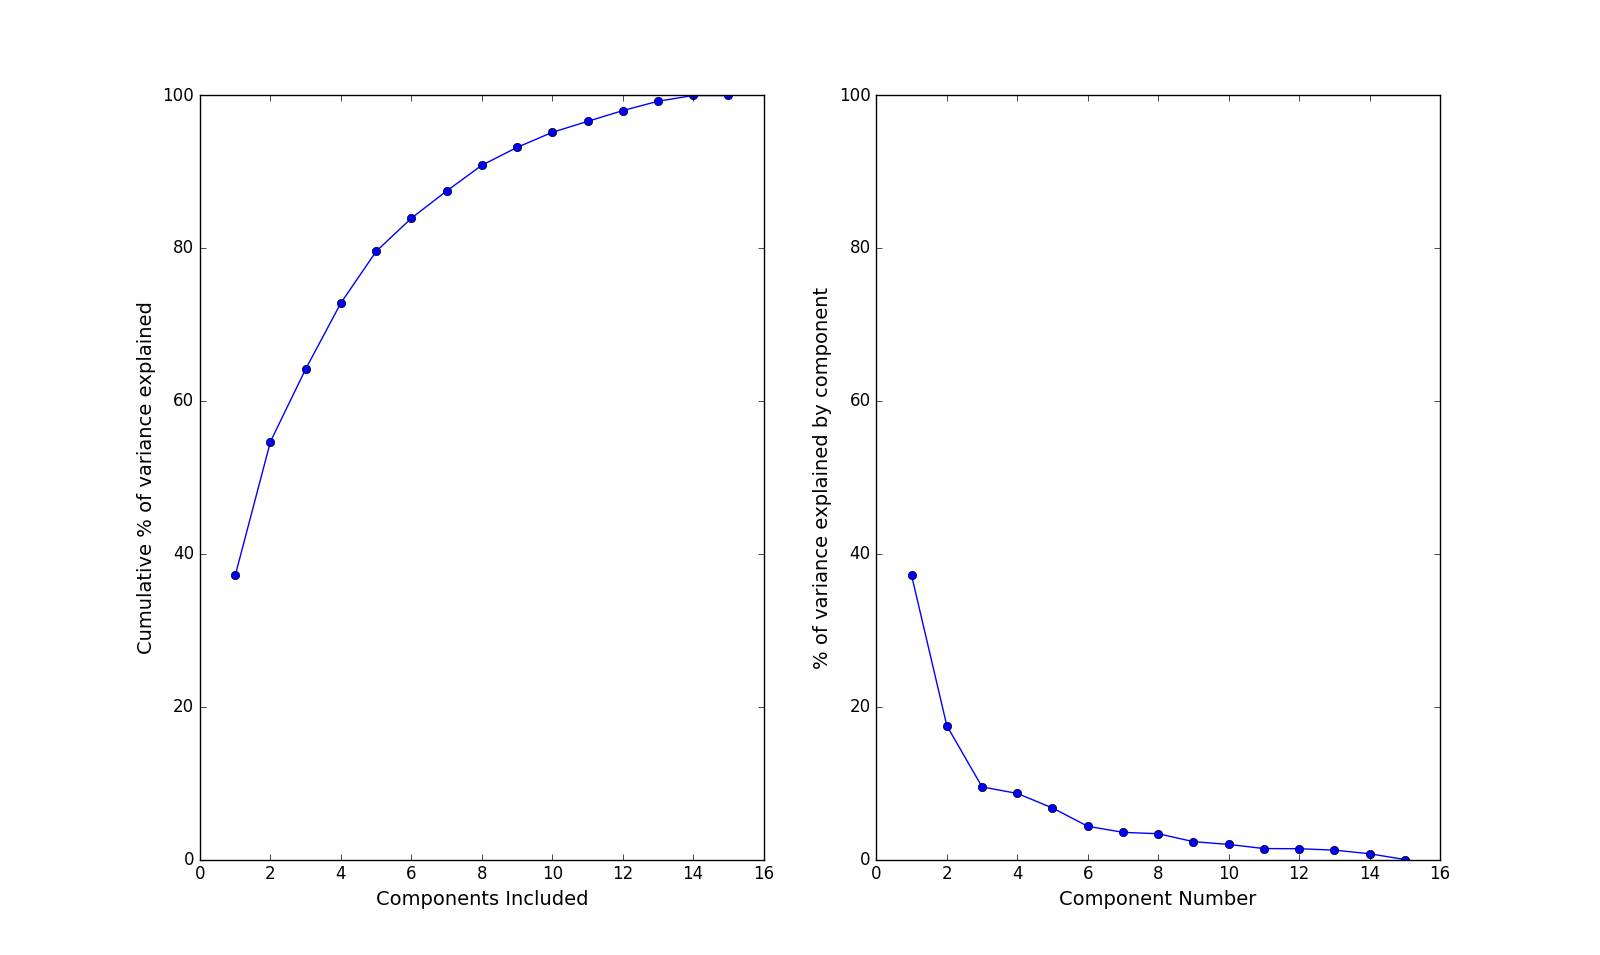 100
80
60
40
20
0
Cumulative % of variance explained
0 2 4 6 8 10 12 14 16
Components Included
100
80
60
40
20
0
% of variance explained by component
0 2 4 6 8 10 12 14 16
Component Number